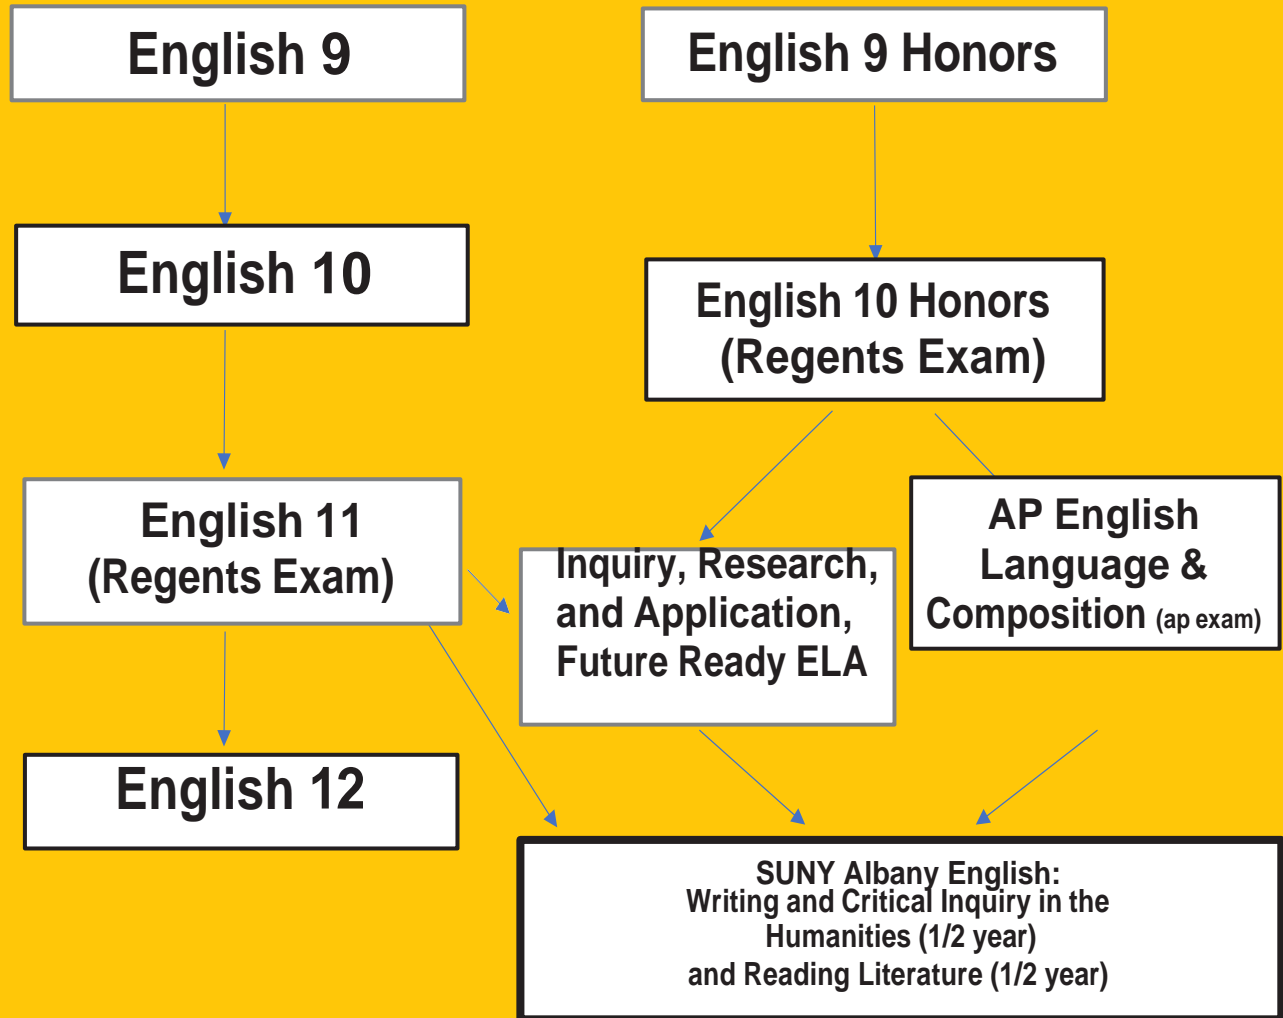 English 9
English 9 Honors
English 10
English 10 Honors
(Regents Exam)
English 11
(Regents Exam)
Inquiry, Research,
and Application,
Future Ready ELA
AP English
Language &
Composition (ap exam)
English 12
SUNY Albany English:
Writing and Critical Inquiry in the
Humanities (1/2 year)
and Reading Literature (1/2 year)